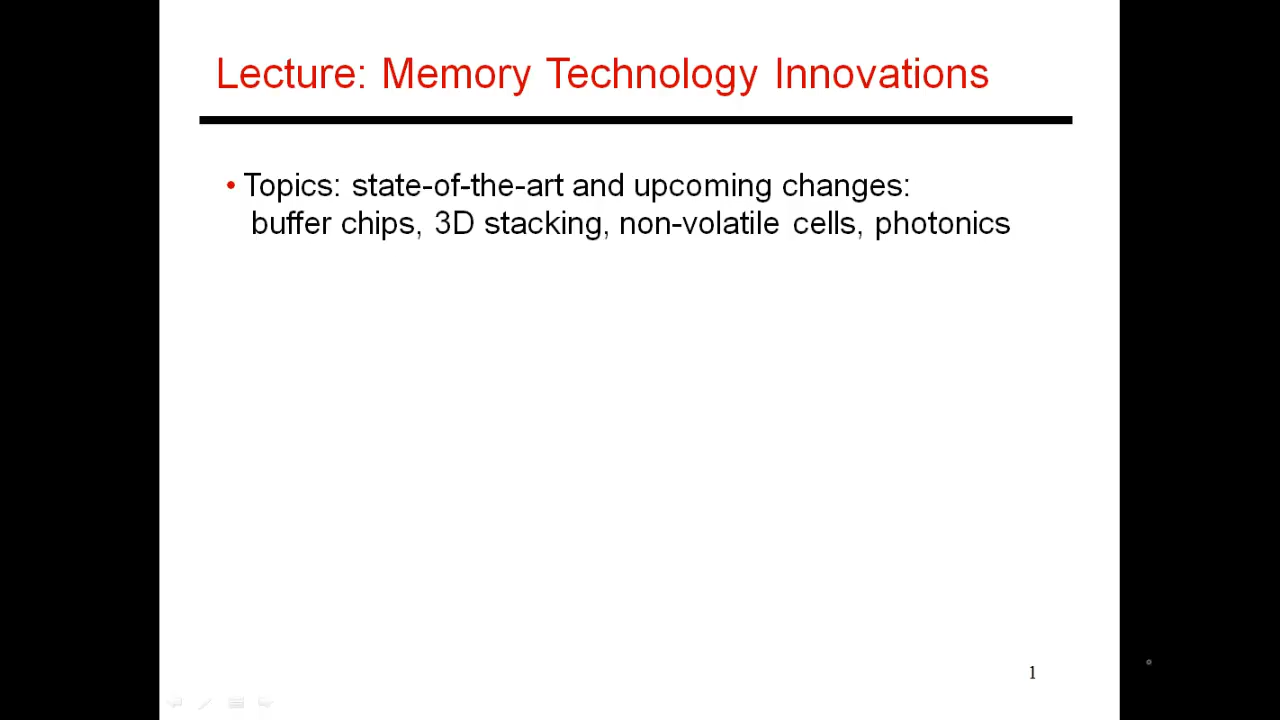 Lecture: Memory Technology Innovations
• Topics: state-of-the-art and upcoming changes:
buffer chips, 3D stacking, non-volatile cells, photonics
1